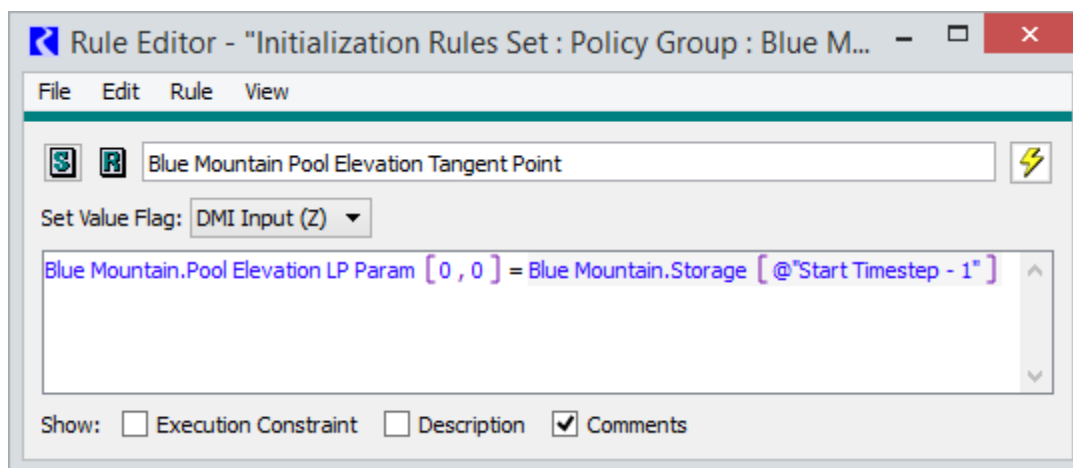 Rule Editor - "Initialization Rules Set : Policy Group : Blue M...
File Edit Rule View
S R Blue Mountain Pool Elevation Tangent Point
Set Value Flag: DMI Input (Z)
Blue Mountain.Pool Elevation LP Param [ 0 , 0 ] = Blue Mountain.Storage [ @"Start Timestep - 1" ]
Show: Execution Constraint Description Comments